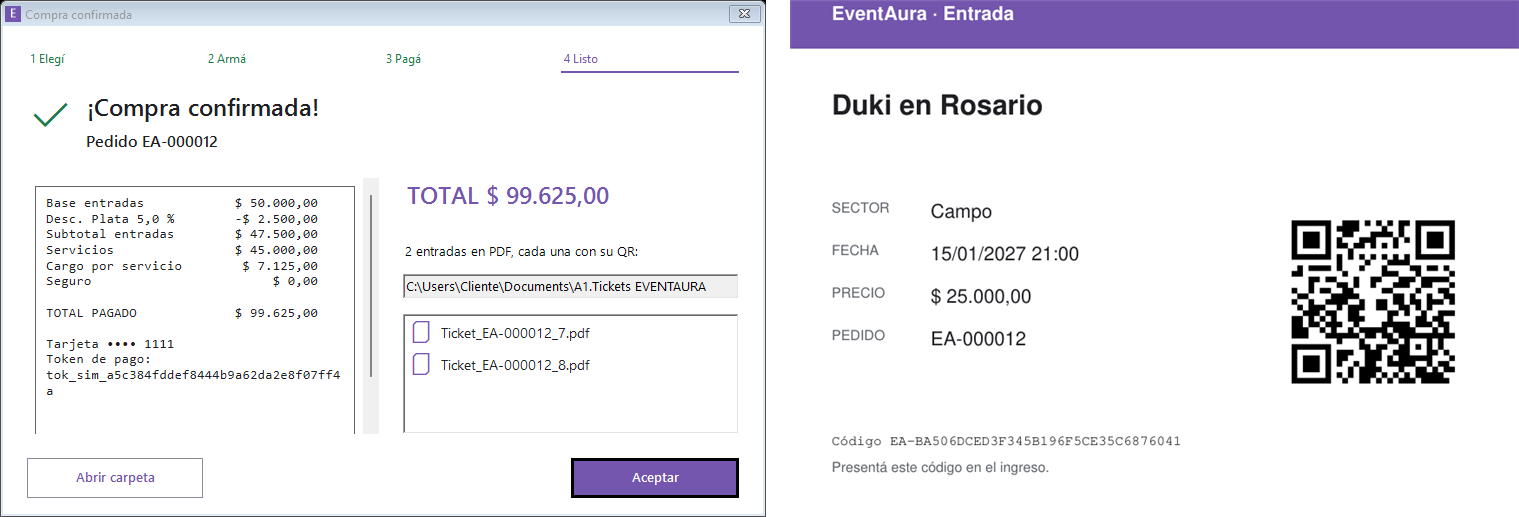 E Compra confirmada
1 Elegí
2 Armá
3 Pagá
4 Listo
¡Compra confirmada!
Pedido EA-000012
Base entradas $ 50.000,00
Desc. Plata 5,0 % -$ 2.500,00
Subtotal entradas $ 47.500,00
Servicios $ 45.000,00
Cargo por servicio $ 7.125,00
Seguro $ 0,00
TOTAL PAGADO $ 99.625,00
Tarjeta •••• 1111
Token de pago:
tok_sim_a5c384fddef8444b9a62da2e8f07ff4
a
TOTAL $ 99.625,00
2 entradas en PDF, cada una con su QR:
C:\Users\Cliente\Documents\A1.Tickets EVENTAURA
Ticket_EA-000012_7.pdf
Ticket_EA-000012_8.pdf
Abrir carpeta
Aceptar
EventAura · Entrada
Duki en Rosario
SECTOR Campo
FECHA 15/01/2027 21:00
PRECIO $ 25.000,00
PEDIDO EA-000012
Código EA-BA506DCED3F345B196F5CE35C6876041
Presentá este código en el ingreso.